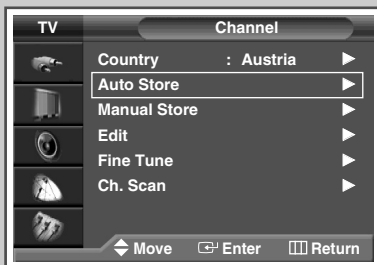 TV Channel
Country : Austria
Auto Store
Manual Store
Edit
Fine Tune
Ch. Scan
Move Enter Return